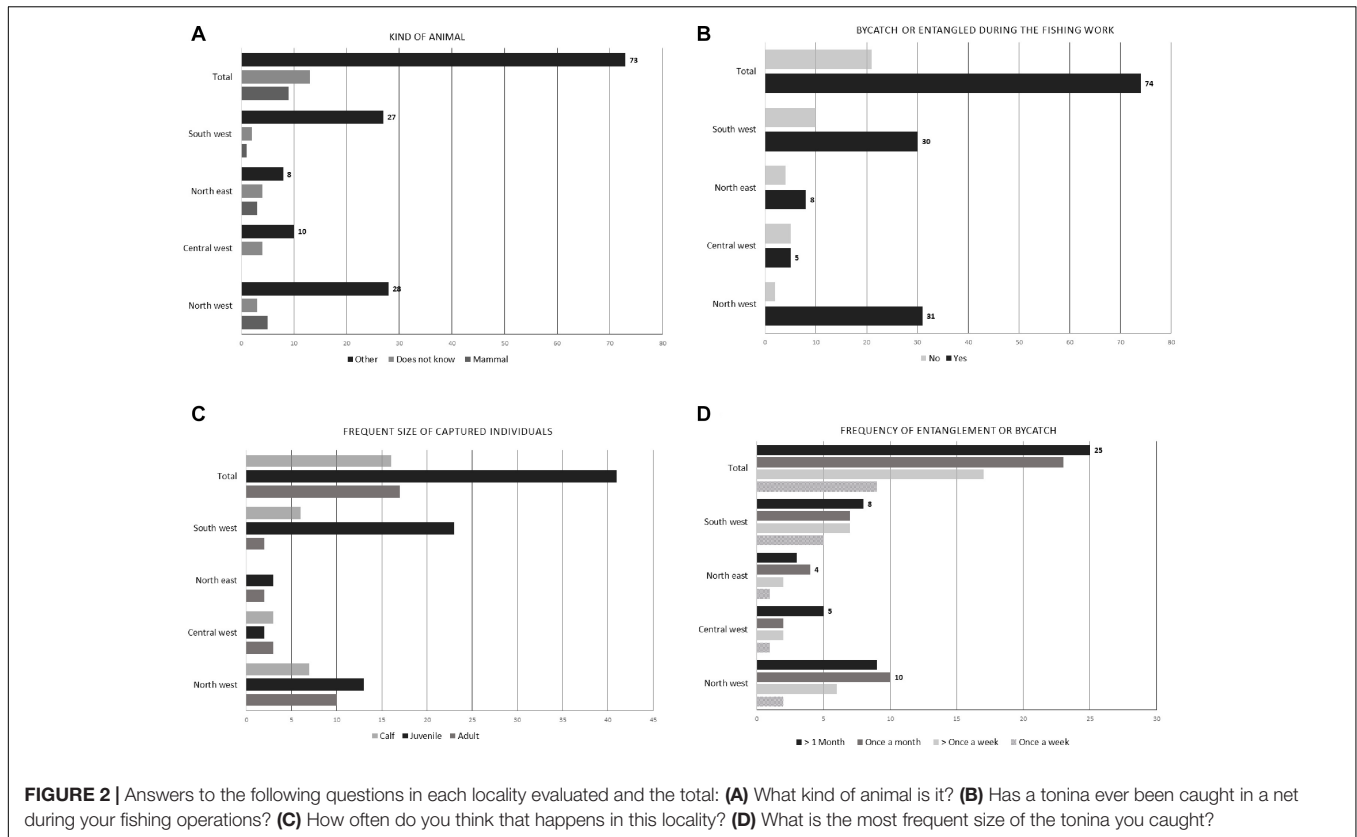 A
KIND OF ANIMAL
Total
South west
North east
Central west
North west
73
27
8
10
28
0 10 20 30 40 50 60 70 80
Other Does not know Mammal
B
BYCATCH OR ENTANGLED DURING THE FISHING WORK
Total
South west
North east
Central west
North west
74
30
8
5
31
0 10 20 30 40 50 60 70 80
No Yes
C
FREQUENT SIZE OF CAPTURED INDIVIDUALS
Total
South west
North east
Central west
North west
0 5 10 15 20 25 30 35 40 45
Calf Juvenile Adult
D
FREQUENCY OF ENTANGLEMENT OR BYCATCH
Total
South west
North east
Central west
North west
25
8
4
5
10
0 5 10 15 20 25 30
> 1 Month Once a month > Once a week Once a week
FIGURE 2 | Answers to the following questions in each locality evaluated and the total: (A) What kind of animal is it? (B) Has a tonina ever been caught in a net
during your fishing operations? (C) How often do you think that happens in this locality? (D) What is the most frequent size of the tonina you caught?